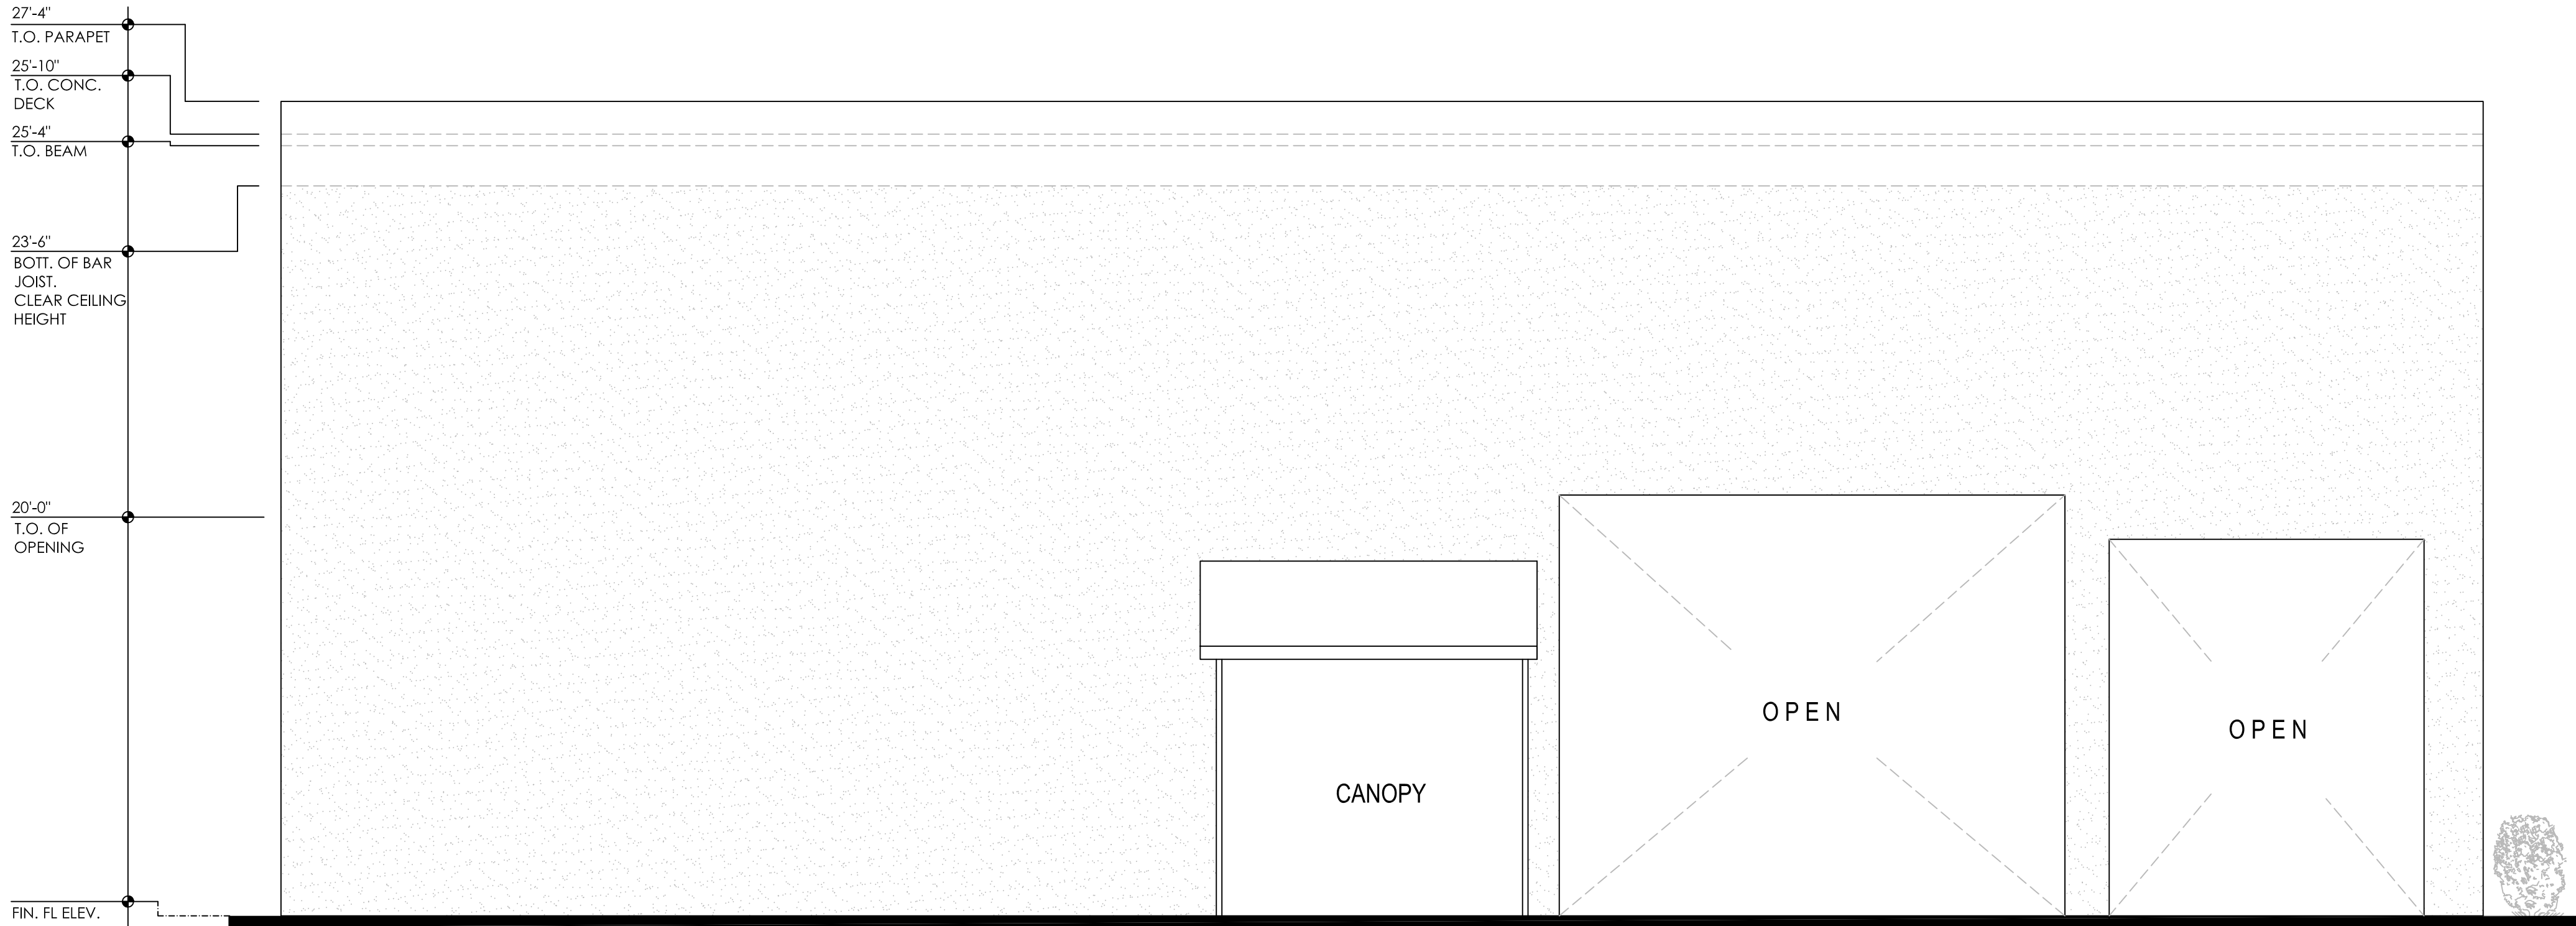 27'-4"
T.O. PARAPET
25'-10"
T.O. CONC.
DECK
25'-4"
T.O. BEAM
23'-6"
BOTT. OF BAR
JOIST.
CLEAR CEILING
HEIGHT
20'-0"
T.O. OF
OPENING
FIN. FL ELEV.
CANOPY
OPEN
OPEN